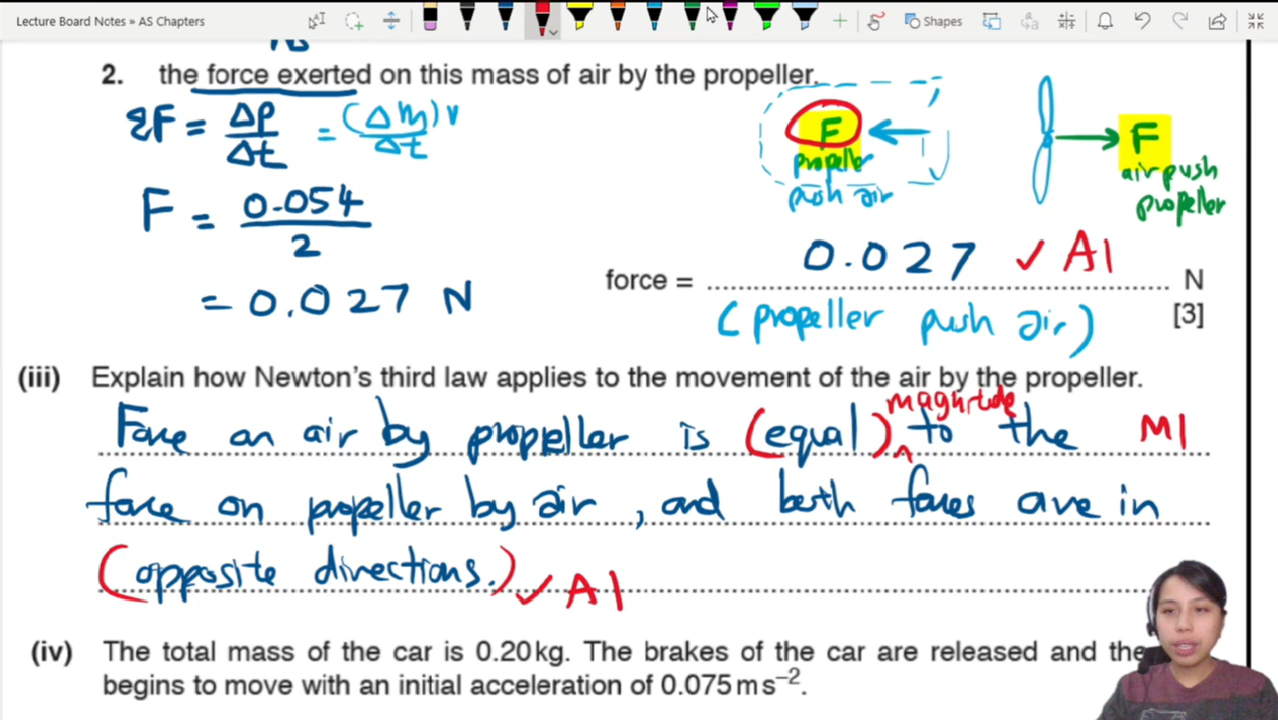 Lecture Board Notes » AS Chapters
Shapes
2. the force exerted on this mass of air by the propeller.
ΣF = Δp/Δt = (Δm)v/Δt
F = 0.054/2
= 0.027 N
F
propeller
push air
F
air push
propeller
force = 0.027 ✓ A1 N
(propeller push air) [3]
(iii) Explain how Newton's third law applies to the movement of the air by the propeller.
magnitude
Force on air by propeller is (equal) ^ to the M1
force on propeller by air, and both forces are in
(opposite directions.) ✓ A1
(iv) The total mass of the car is 0.20 kg. The brakes of the car are released and the
begins to move with an initial acceleration of 0.075 m s⁻².